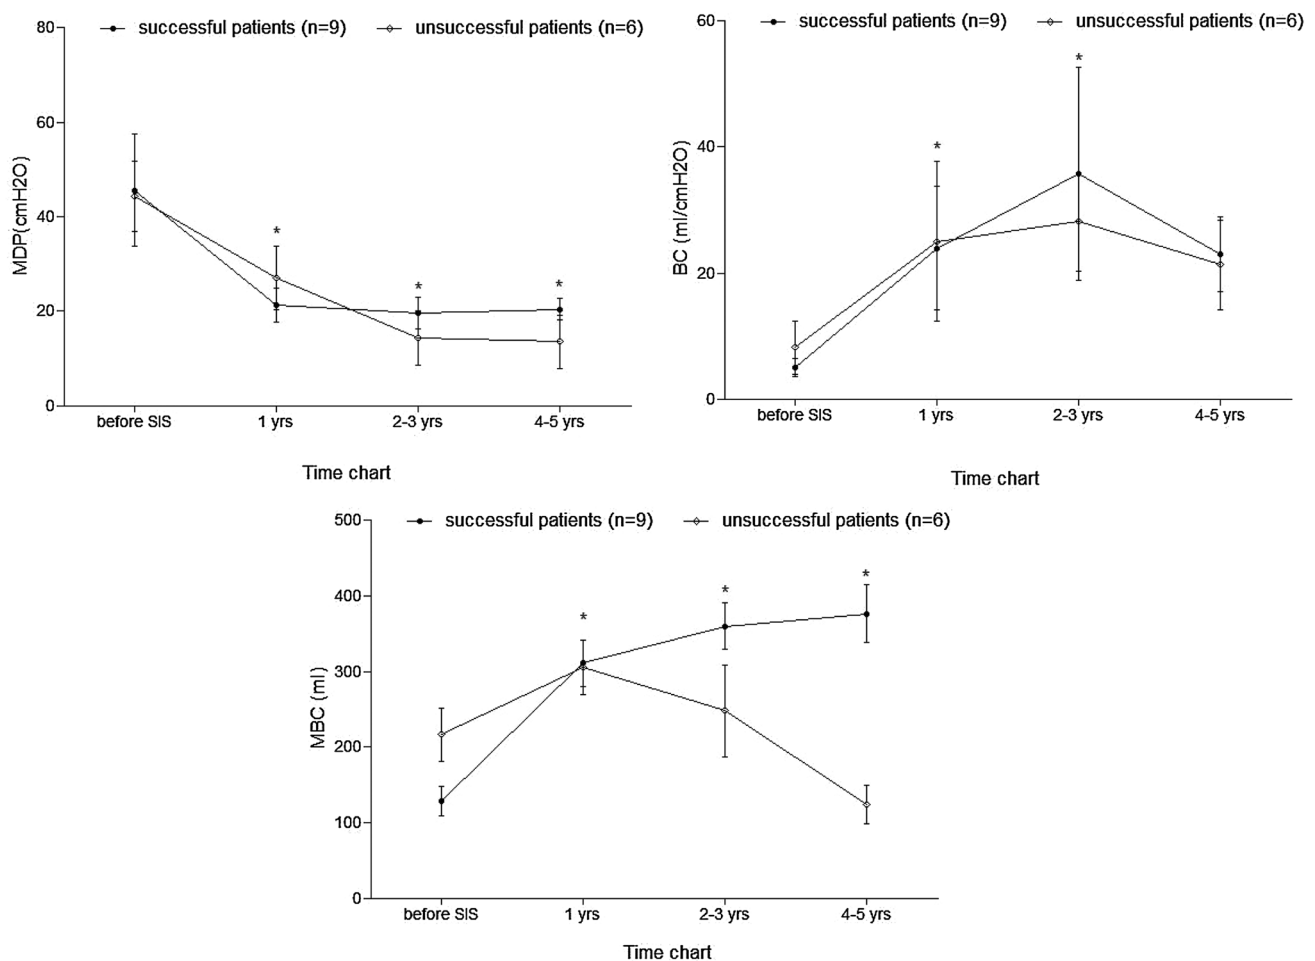 successful patients (n=9) unsuccessful patients (n=6)
MDP(cmH2O)
80
60
40
20
0
*
*
*
before SIS 1 yrs 2-3 yrs 4-5 yrs
Time chart
successful patients (n=9) unsuccessful patients (n=6)
BC (ml/cmH2O)
60
40
20
0
*
*
before SIS 1 yrs 2-3 yrs 4-5 yrs
Time chart
successful patients (n=9) unsuccessful patients (n=6)
MBC (ml)
500
400
300
200
100
0
*
*
*
before SIS 1 yrs 2-3 yrs 4-5 yrs
Time chart